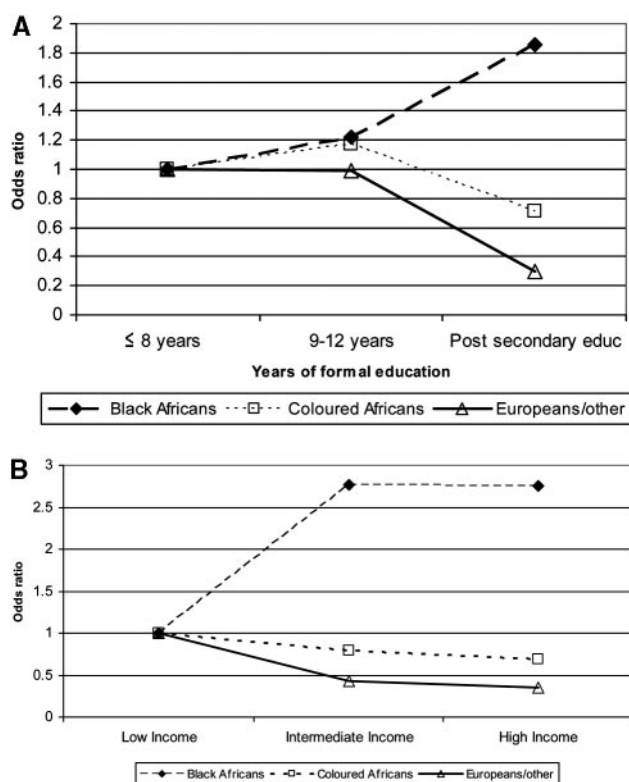 A
2
1.8
1.6
1.4
1.2
1
0.8
0.6
0.4
0.2
0
Odds ratio
≤ 8 years 9-12 years Post secondary educ
Years of formal education
Black Africans Coloured Africans Europeans/other
B
3
2.5
2
1.5
1
0.5
0
Odds ratio
Low Income Intermediate Income High Income
Black Africans Coloured Africans Europeans/other